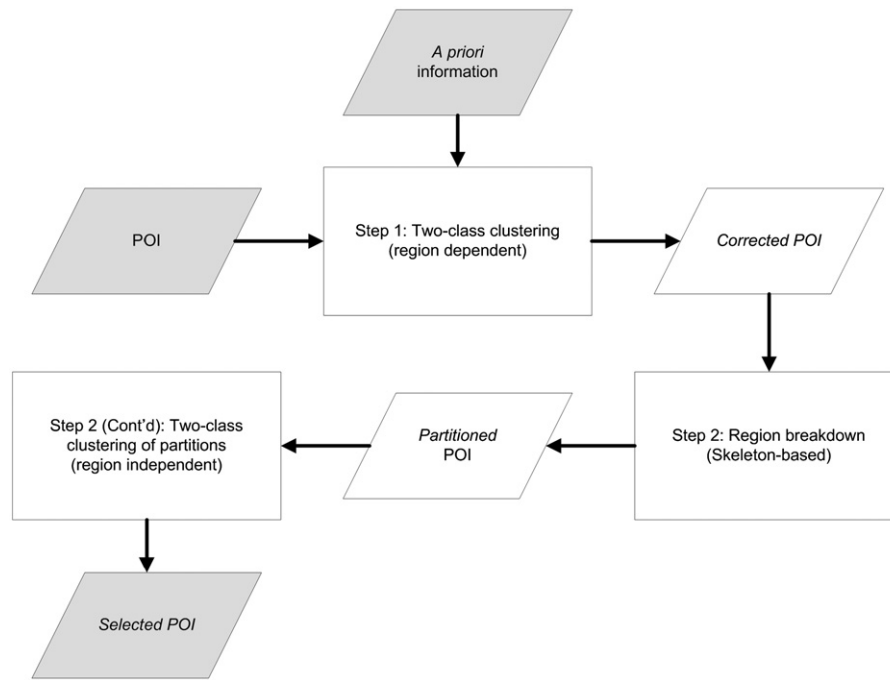 A priori
information
POI
Step 1: Two-class clustering
(region dependent)
Corrected POI
Step 2 (Cont'd): Two-class
clustering of partitions
(region independent)
Partitioned
POI
Step 2: Region breakdown
(Skeleton-based)
Selected POI